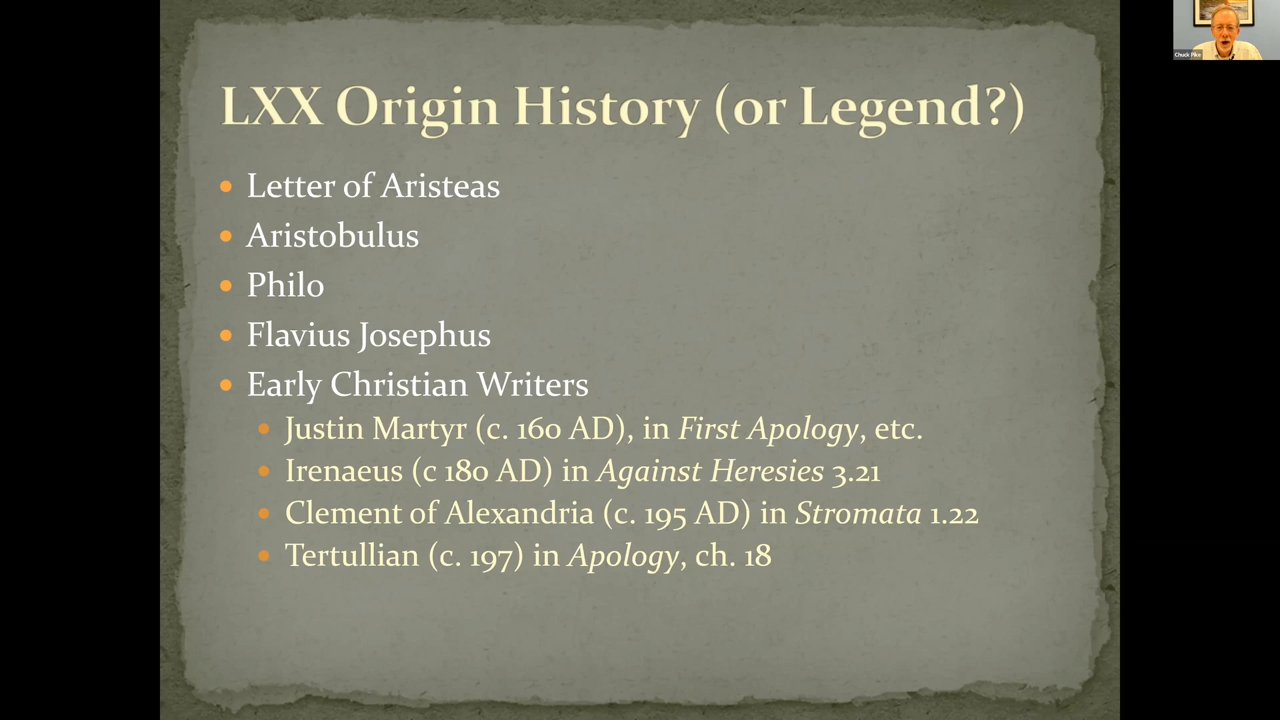 LXX Origin History (or Legend?)
Letter of Aristeas
Aristobulus
Philo
Flavius Josephus
Early Christian Writers
Justin Martyr (c. 160 AD), in First Apology, etc.
Irenaeus (c 180 AD) in Against Heresies 3.21
Clement of Alexandria (c. 195 AD) in Stromata 1.22
Tertullian (c. 197) in Apology, ch. 18
Chuck Pike